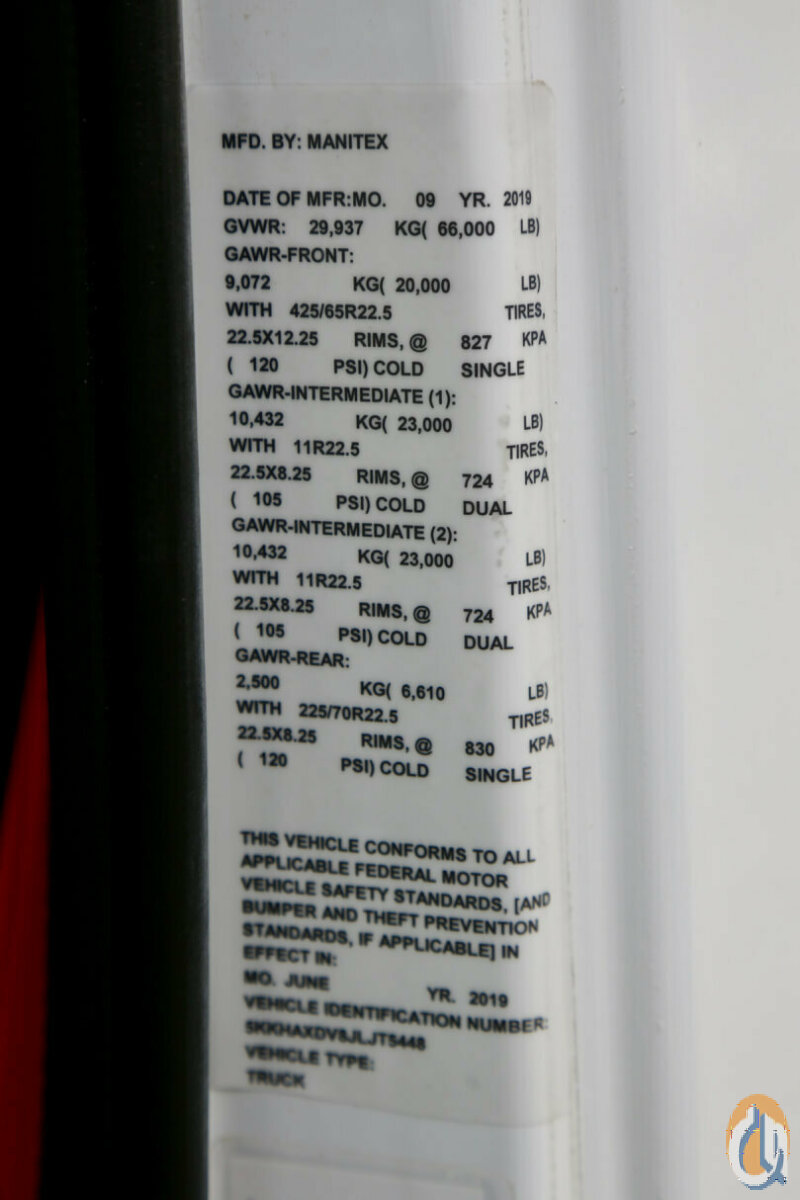 MFD. BY: MANITEX
DATE OF MFR:MO. 09 YR. 2019
GVWR: 29,937 KG( 66,000 LB)
GAWR-FRONT:
9,072 KG( 20,000 LB)
WITH 425/65R22.5 TIRES,
22.5X12.25 RIMS, @ 827 KPA
( 120 PSI) COLD SINGLE
GAWR-INTERMEDIATE (1):
10,432 KG( 23,000 LB)
WITH 11R22.5 TIRES,
22.5X8.25 RIMS, @ 724 KPA
( 105 PSI) COLD DUAL
GAWR-INTERMEDIATE (2):
10,432 KG( 23,000 LB)
WITH 11R22.5 TIRES,
22.5X8.25 RIMS, @ 724 KPA
( 105 PSI) COLD DUAL
GAWR-REAR:
2,500 KG( 6,610 LB)
WITH 225/70R22.5 TIRES,
22.5X8.25 RIMS, @ 830 KPA
( 120 PSI) COLD SINGLE
THIS VEHICLE CONFORMS TO ALL
APPLICABLE FEDERAL MOTOR
VEHICLE SAFETY STANDARDS, [AND
BUMPER AND THEFT PREVENTION
STANDARDS, IF APPLICABLE] IN
EFFECT IN:
MO. JUNE YR. 2019
VEHICLE IDENTIFICATION NUMBER:
VEHICLE TYPE:
TRUCK